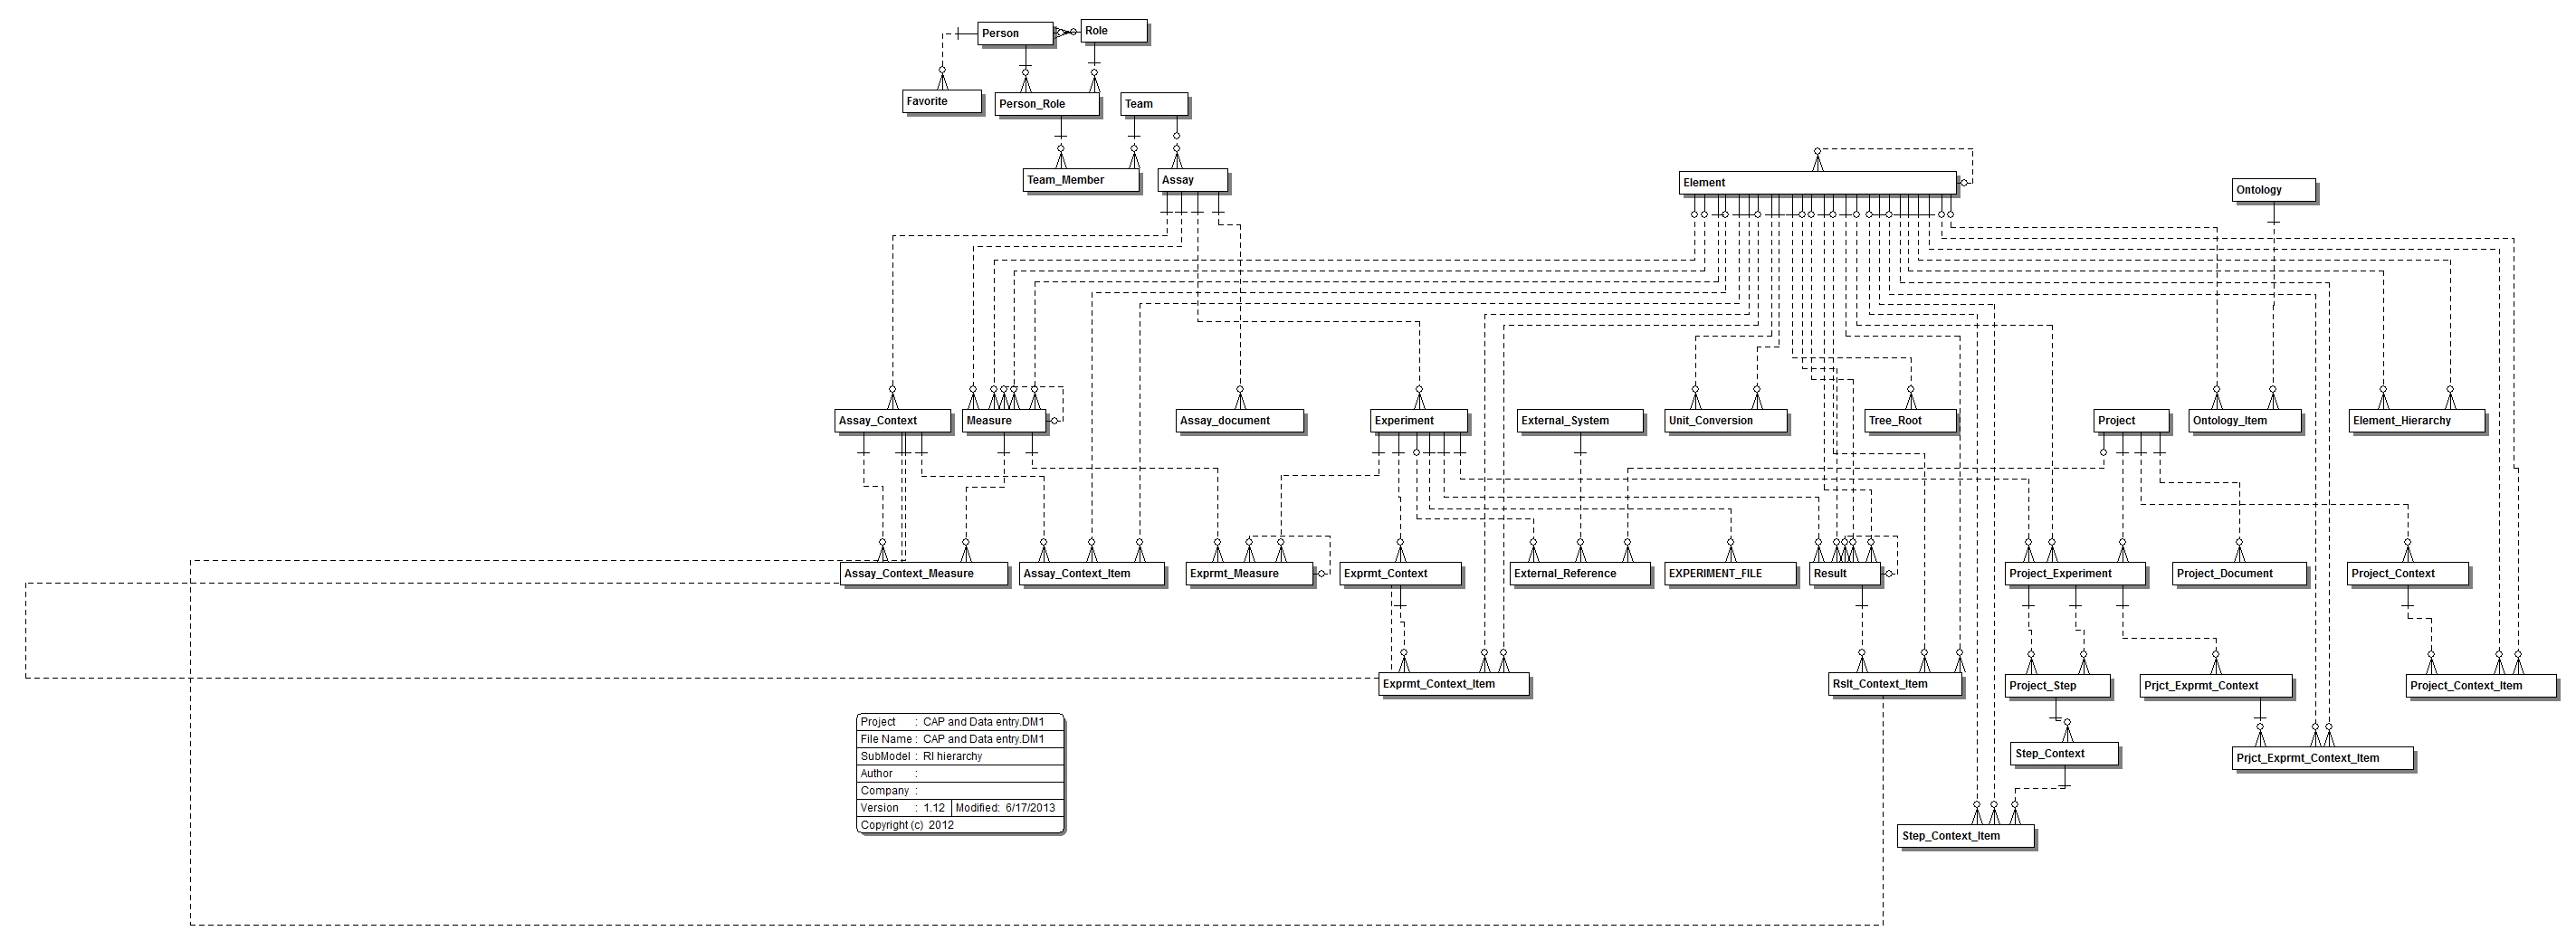 Person
Role
Favorite
Person_Role
Team
Team_Member
Assay
Element
Ontology
Assay_Context
Measure
Assay_document
Experiment
External_System
Unit_Conversion
Tree_Root
Project
Ontology_Item
Element_Hierarchy
Assay_Context_Measure
Assay_Context_Item
Exprmt_Measure
Exprmt_Context
External_Reference
EXPERIMENT_FILE
Result
Project_Experiment
Project_Document
Project_Context
Exprmt_Context_Item
Rslt_Context_Item
Project_Step
Prjct_Exprmt_Context
Project_Context_Item
Step_Context
Prjct_Exprmt_Context_Item
Step_Context_Item
Project : CAP and Data entry.DM1
File Name : CAP and Data entry.DM1
SubModel : RI hierarchy
Author :
Company :
Version : 1.12 Modified: 6/17/2013
Copyright (c) 2012